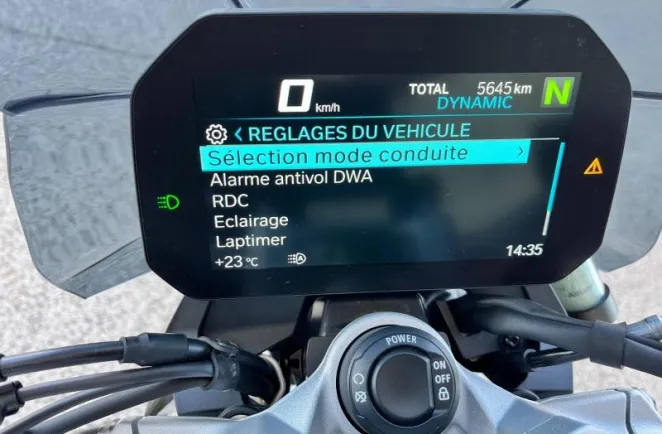 0 km/h
TOTAL 5645 km
DYNAMIC
N
< REGLAGES DU VEHICULE
Sélection mode conduite >
Alarme antivol DWA
RDC
Eclairage
Laptimer
+23 °C
14:35
POWER
ON
OFF